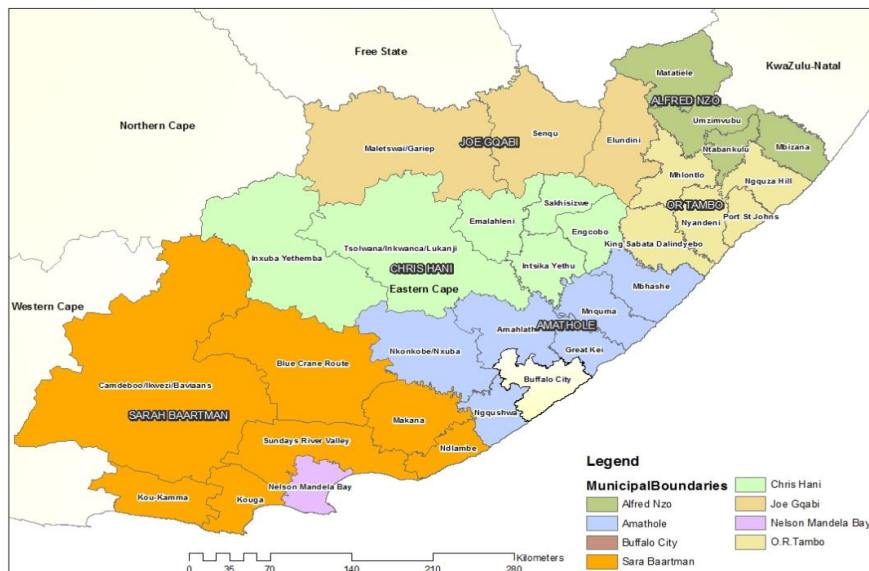 Free State
KwaZulu-Natal
Matatiele
ALFRED NZO
Northern Cape
Umzimvubu
Ntabankulu
Mbizana
JOE GQABI
Senqu
Elundini
Maletswai/Gariep
Mhlontlo
Ngquza Hill
Sakhisizwe
OR TAMBO
Emalahleni
Port St Johns
Nyandeni
Engcobo
Tsolwana/Inkwanca/Lukanji
King Sabata Dalindyebo
Inxuba Yethemba
Intsika Yethu
CHRIS HANI
Mbhashe
Eastern Cape
Western Cape
Mnquma
Amahlathi
AMATHOLE
Nkonkobe/Nxuba
Great Kei
Blue Crane Route
Buffalo City
Camdeboo/Ikwezi/Baviaans
Ngqushwa
SARAH BAARTMAN
Makana
Sundays River Valley
Ndlambe
Nelson Mandela Bay
Kou-Kamma
Kouga
Kilometers
0 35 70 140 210 280
Legend
MunicipalBoundaries
Alfred Nzo
Amathole
Buffalo City
Sara Baartman
Chris Hani
Joe Gqabi
Nelson Mandela Bay
O.R.Tambo